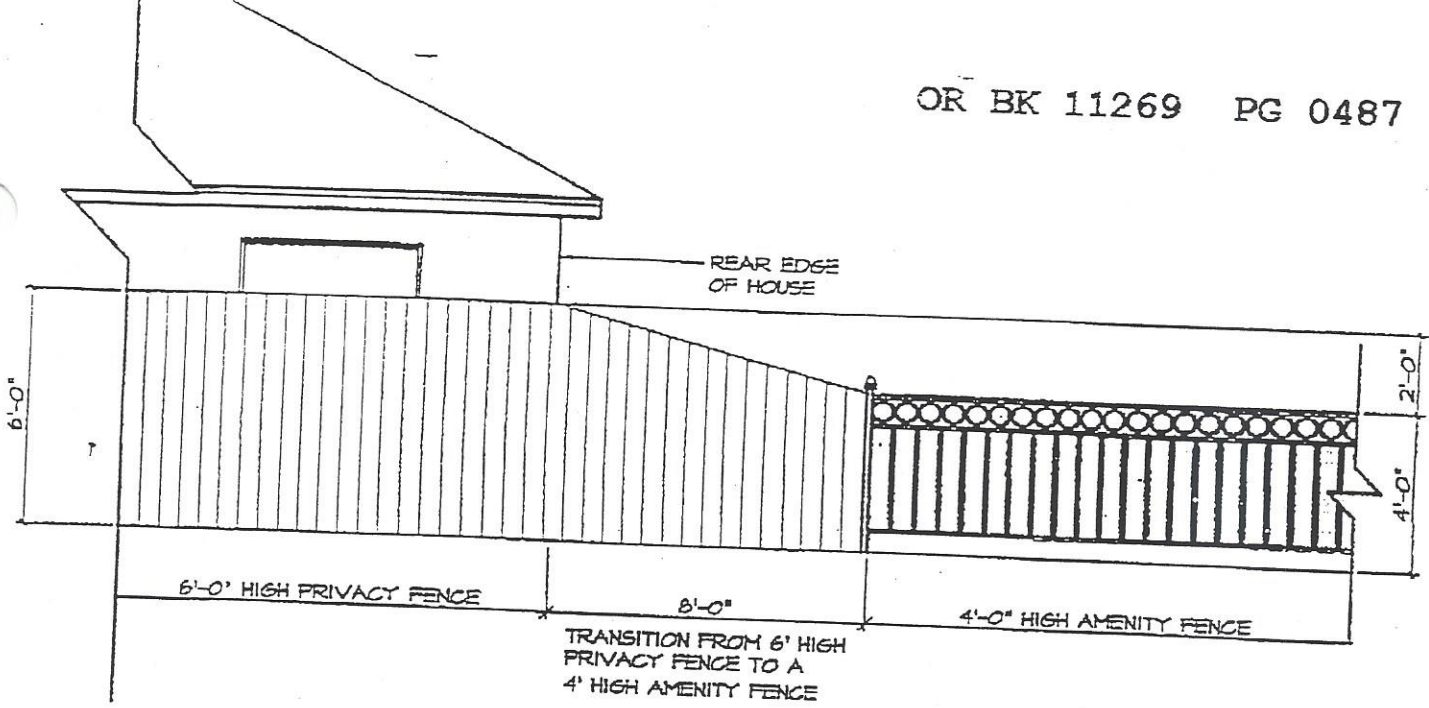 OR BK 11269 PG 0487
REAR EDGE
OF HOUSE
6'-0"
2'-0"
4'-0"
6'-0' HIGH PRIVACY FENCE
8'-0"
4'-0" HIGH AMENITY FENCE
TRANSITION FROM 6' HIGH
PRIVACY FENCE TO A
4' HIGH AMENITY FENCE